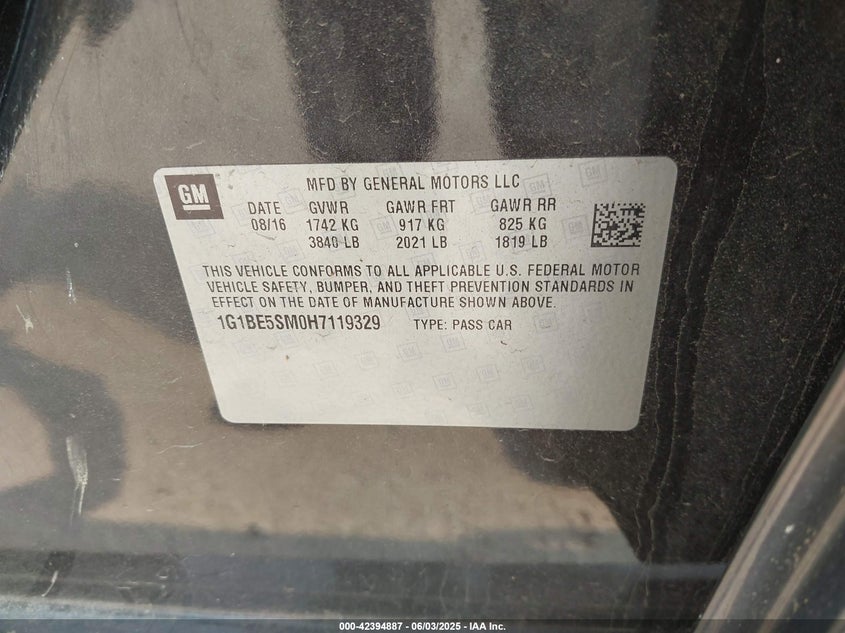 GM
MFD BY GENERAL MOTORS LLC
DATE GVWR GAWR FRT GAWR RR
08/16 1742 KG 917 KG 825 KG
3840 LB 2021 LB 1819 LB
THIS VEHICLE CONFORMS TO ALL APPLICABLE U.S. FEDERAL MOTOR
VEHICLE SAFETY, BUMPER, AND THEFT PREVENTION STANDARDS IN
EFFECT ON THE DATE OF MANUFACTURE SHOWN ABOVE.
1G1BE5SM0H7119329 TYPE: PASS CAR
000-42394887 - 06/03/2025 - IAA Inc.